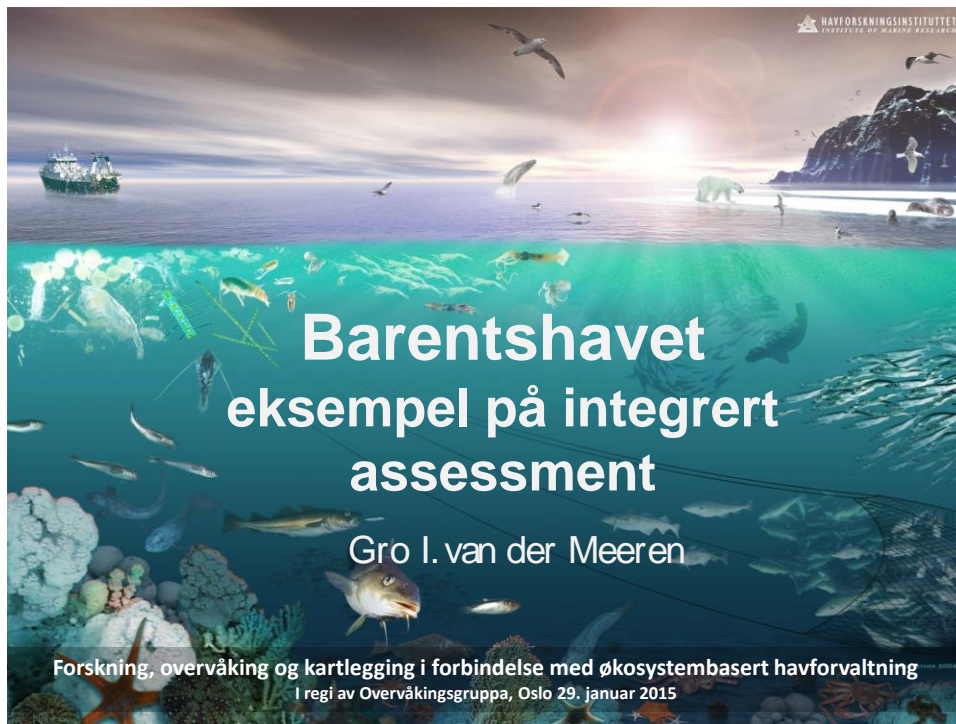 HAVFORSKNINGSINSTITUTTET
INSTITUTE OF MARINE RESEARCH
Barentshavet
eksempel på integrert
assessment
Gro I. van der Meeren
Forskning, overvåking og kartlegging i forbindelse med økosystembasert havforvaltning
I regi av Overvåkingsgruppa, Oslo 29. januar 2015